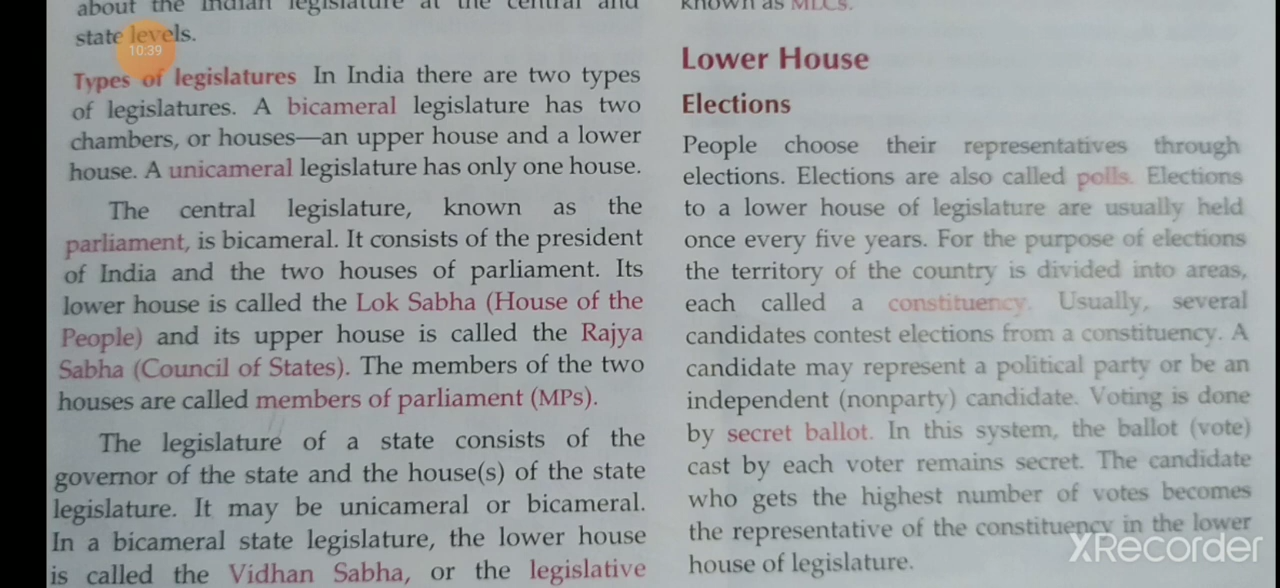 about the Indian legislature at the central and
state levels.
10:39
Types of legislatures In India there are two types
of legislatures. A bicameral legislature has two
chambers, or houses—an upper house and a lower
house. A unicameral legislature has only one house.
The central legislature, known as the
parliament, is bicameral. It consists of the president
of India and the two houses of parliament. Its
lower house is called the Lok Sabha (House of the
People) and its upper house is called the Rajya
Sabha (Council of States). The members of the two
houses are called members of parliament (MPs).
The legislature of a state consists of the
governor of the state and the house(s) of the state
legislature. It may be unicameral or bicameral.
In a bicameral state legislature, the lower house
is called the Vidhan Sabha, or the legislative
known as MLCs.
Lower House
Elections
People choose their representatives through
elections. Elections are also called polls. Elections
to a lower house of legislature are usually held
once every five years. For the purpose of elections
the territory of the country is divided into areas,
each called a constituency. Usually, several
candidates contest elections from a constituency. A
candidate may represent a political party or be an
independent (nonparty) candidate. Voting is done
by secret ballot. In this system, the ballot (vote)
cast by each voter remains secret. The candidate
who gets the highest number of votes becomes
the representative of the constituency in the lower
house of legislature.
XRecorder